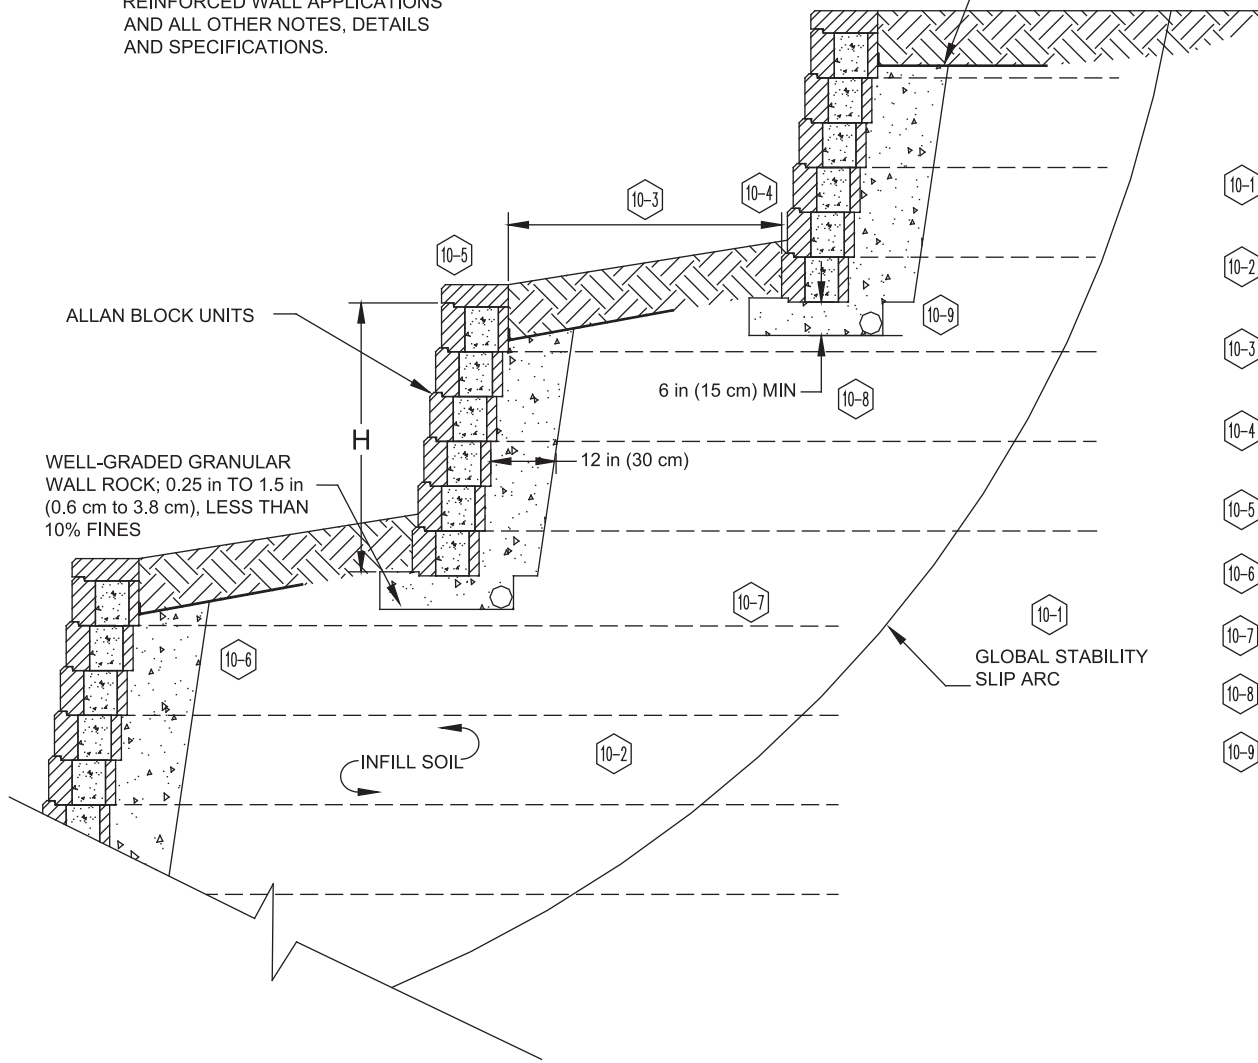 REINFORCED WALL APPLICATIONS
AND ALL OTHER NOTES, DETAILS
AND SPECIFICATIONS.
10-3
10-4
10-1
10-5
10-2
ALLAN BLOCK UNITS
10-9
10-3
6 in (15 cm) MIN
10-8
H
10-4
WELL-GRADED GRANULAR
WALL ROCK; 0.25 in TO 1.5 in
(0.6 cm to 3.8 cm), LESS THAN
10% FINES
12 in (30 cm)
10-5
10-6
10-7
10-1
10-7
GLOBAL STABILITY
SLIP ARC
10-6
10-8
INFILL SOIL
10-2
10-9